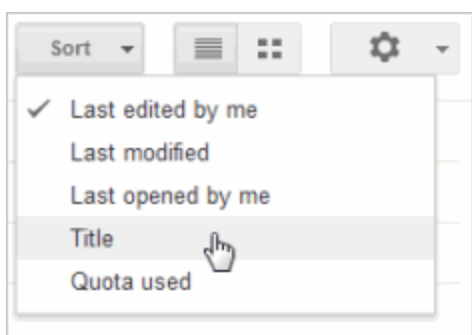 Sort
Last edited by me
Last modified
Last opened by me
Title
Quota used